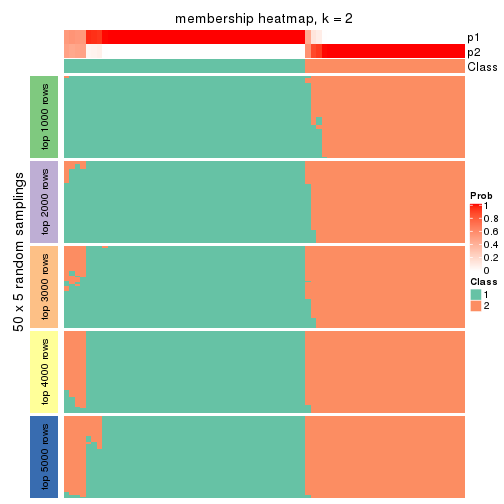 membership heatmap, k = 2
p1
p2
Class
50 x 5 random samplings
top 1000 rows
top 2000 rows
top 3000 rows
top 4000 rows
top 5000 rows
Prob
1
0.8
0.6
0.4
0.2
0
Class
1
2